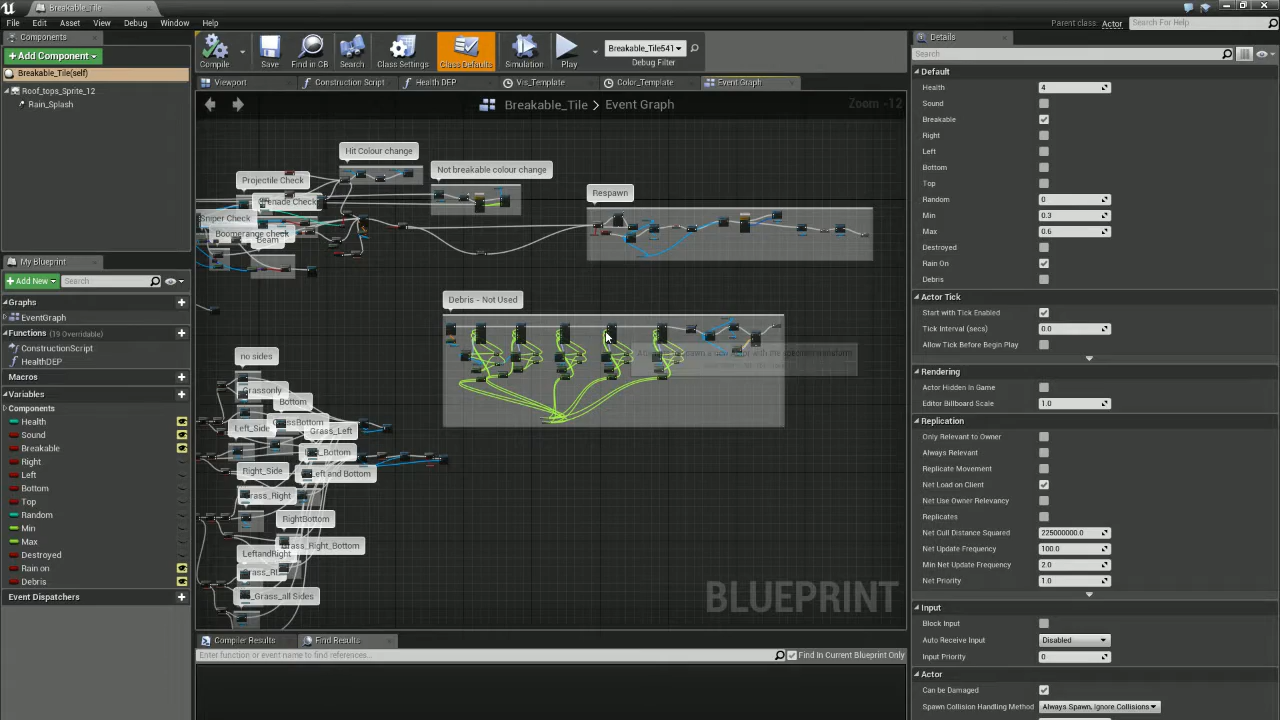 Breakable_Tile
File Edit Asset View Debug Window Help
Parent class: Actor
Search For Help
Components
Add Component
Breakable_Tile(self)
Roof_tops_Sprite_12
Rain_Splash
My Blueprint
Add New
Search
Graphs
EventGraph
Functions (19 Overridable)
ConstructionScript
HealthDEP
Macros
Variables
Components
Health
Sound
Breakable
Right
Left
Bottom
Top
Random
Min
Max
Destroyed
Rain on
Debris
Event Dispatchers
Compile
Save
Find in CB
Search
Class Settings
Class Defaults
Simulation
Play
Breakable_Tile541
Debug Filter
Viewport
Construction Script
Health DEP
Vis_Template
Color_Template
Event Graph
Breakable_Tile > Event Graph
Zoom -12
Hit Colour change
Not breakable colour change
Projectile Check
Grenade Check
Sniper Check
Boomerange check
Beam
Respawn
Debris - Not Used
no sides
Grassonly
Bottom
GrassBottom
Left_Side
Grass_Left
Right_Side
Left and Bottom
Grass_Right
RightBottom
Grass_Right_Bottom
LeftandRight
Grass_all Sides
BLUEPRINT
Compiler Results
Find Results
Enter function or event name to find references...
Find In Current Blueprint Only
Details
Search
Default
Health 4
Sound
Breakable
Right
Left
Bottom
Top
Random 0
Min 0.3
Max 0.6
Destroyed
Rain On
Debris
Actor Tick
Start with Tick Enabled
Tick Interval (secs) 0.0
Allow Tick Before Begin Play
Rendering
Actor Hidden In Game
Editor Billboard Scale 1.0
Replication
Only Relevant to Owner
Always Relevant
Replicate Movement
Net Load on Client
Net Use Owner Relevancy
Replicates
Net Cull Distance Squared 225000000.0
Net Update Frequency 100.0
Min Net Update Frequency 2.0
Net Priority 1.0
Input
Block Input
Auto Receive Input Disabled
Input Priority 0
Actor
Can be Damaged
Spawn Collision Handling Method Always Spawn, Ignore Collisions